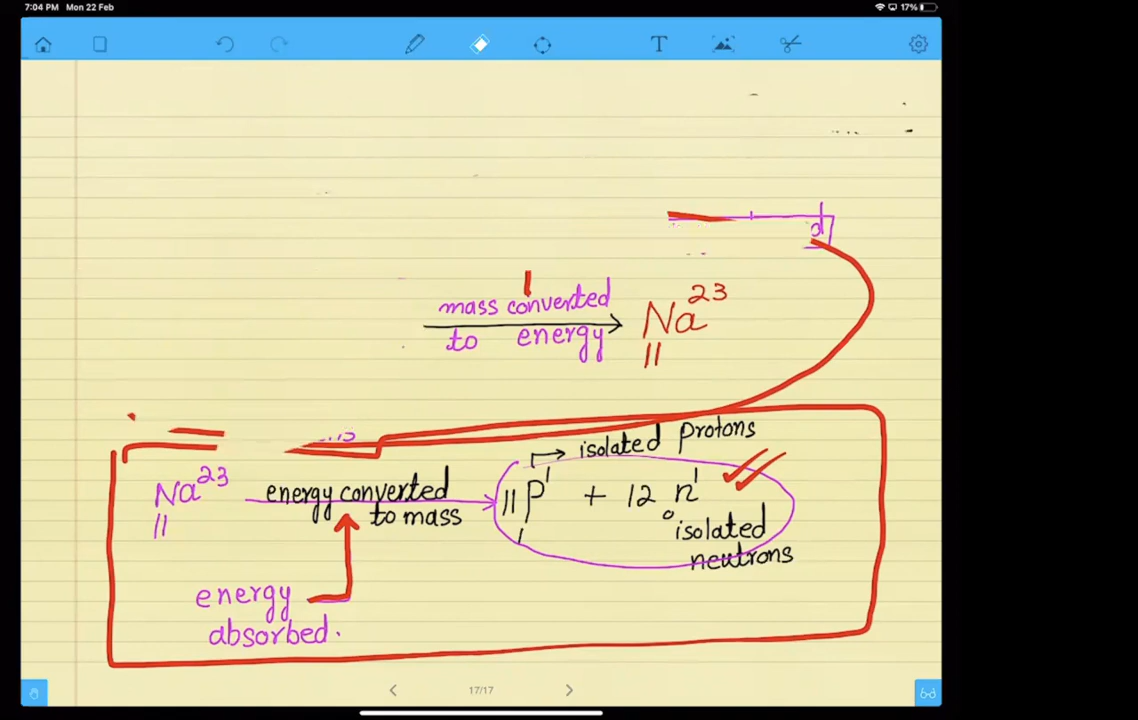 7:04 PM Mon 22 Feb
17%
T
mass converted
to energy
Na 23
11
isolated Protons
Na 23
11
energy converted
to mass
11 P 1
1
+ 12 n 1
0
isolated
neutrons
energy
absorbed.
17/17